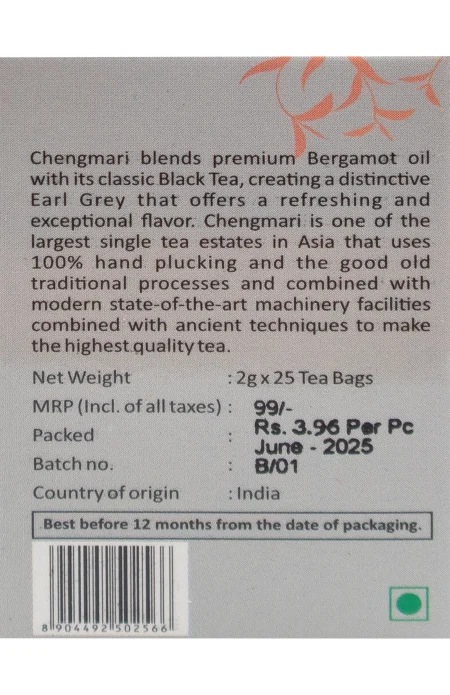 Chengmari blends premium Bergamot oil
with its classic Black Tea, creating a distinctive
Earl Grey that offers a refreshing and
exceptional flavor. Chengmari is one of the
largest single tea estates in Asia that uses
100% hand plucking and the good old
traditional processes and combined with
modern state-of-the-art machinery facilities
combined with ancient techniques to make
the highest quality tea.
Net Weight : 2g x 25 Tea Bags
MRP (Incl. of all taxes) : 99/-
Rs. 3.96 Per Pc
Packed : June - 2025
Batch no. : B/01
Country of origin : India
Best before 12 months from the date of packaging.
8 904492 502566